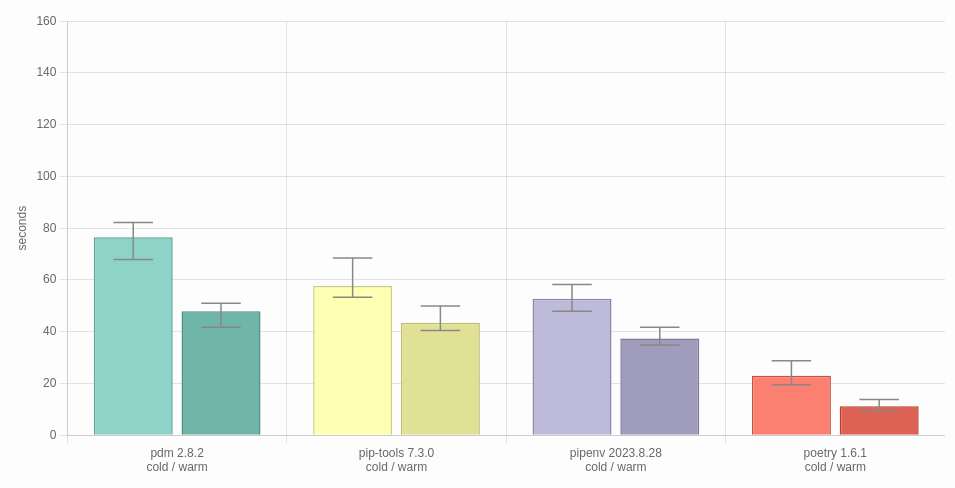 160
140
120
100
80
60
40
20
0
seconds
pdm 2.8.2
cold / warm
pip-tools 7.3.0
cold / warm
pipenv 2023.8.28
cold / warm
poetry 1.6.1
cold / warm